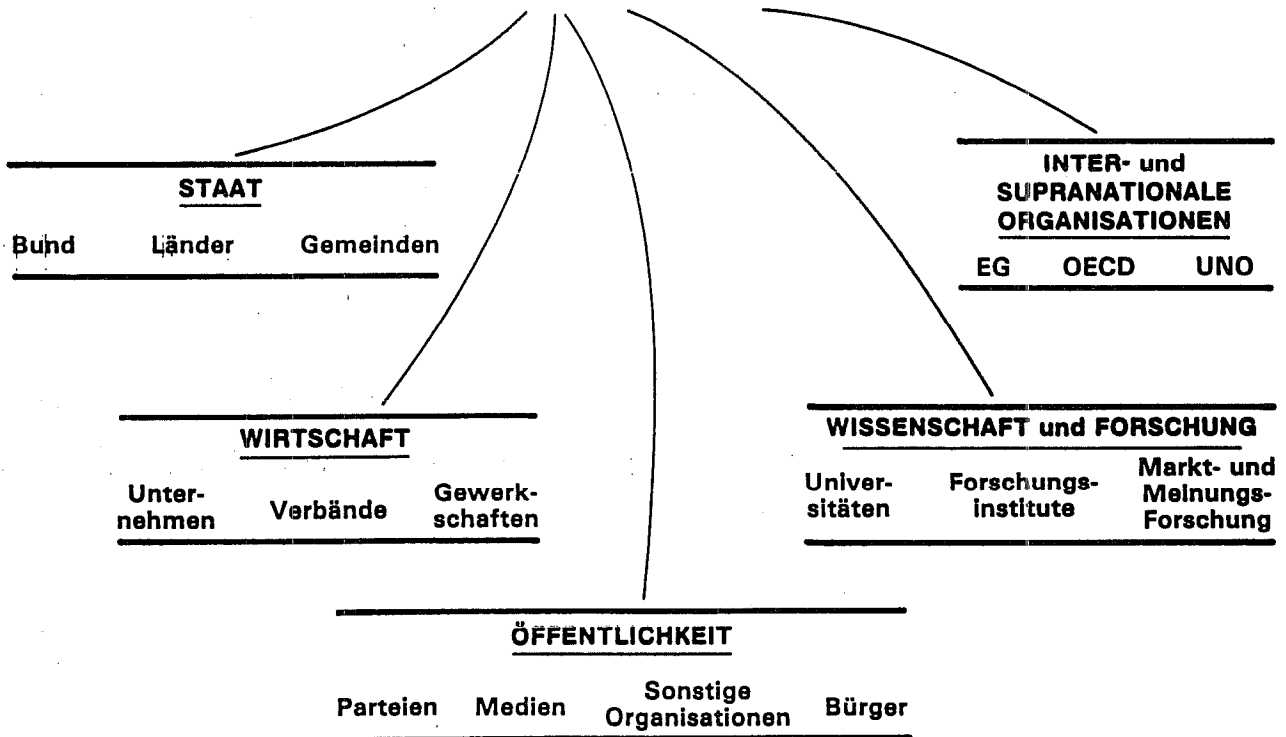 STAAT
Bund Länder Gemeinden
INTER- und
SUPRANATIONALE
ORGANISATIONEN
EG OECD UNO
WIRTSCHAFT
Unter-
nehmen
Verbände
Gewerk-
schaften
WISSENSCHAFT und FORSCHUNG
Univer-
sitäten
Forschungs-
institute
Markt- und
Meinungs-
Forschung
ÖFFENTLICHKEIT
Parteien
Medien
Sonstige
Organisationen
Bürger